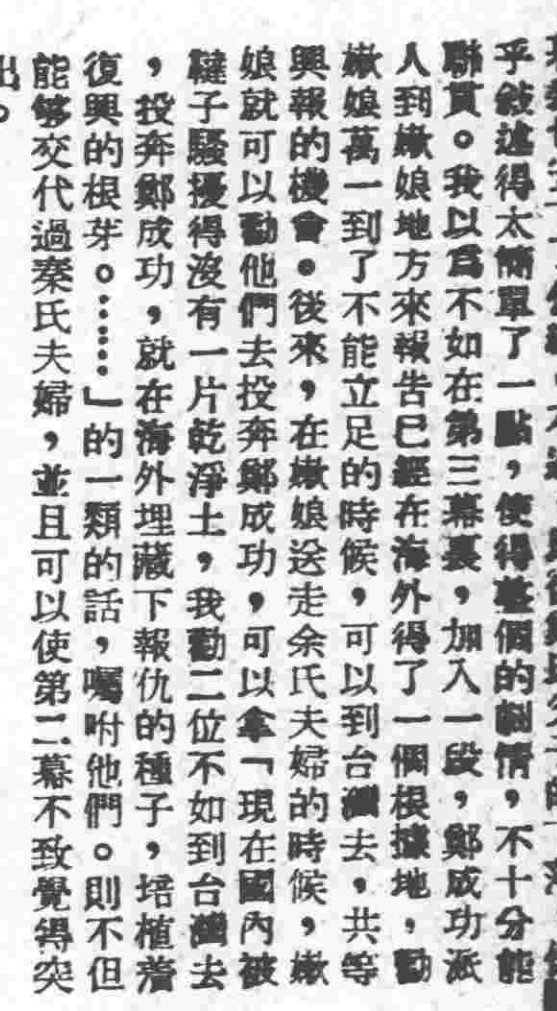 乎敍述得太簡單了一點，使得整個的劇情，不十分能
聯貫。我以爲不如在第三幕裏，加入一段，鄭成功派
人到嫩娘地方來報告已經在海外得了一個根據地，勸
嫩娘萬一到了不能立足的時候，可以到台灣去，共等
興報的機會。後來，在嫩娘送走余氏夫婦的時候，嫩
娘就可以勸他們去投奔鄭成功，可以拿「現在國內被
韃子騷擾得沒有一片乾淨土，我勸二位不如到台灣去
，投奔鄭成功，就在海外埋藏下報仇的種子，培植着
復興的根芽。……」的一類的話，囑咐他們。則不但
能够交代過秦氏夫婦，並且可以使第二幕不致覺得突
出。